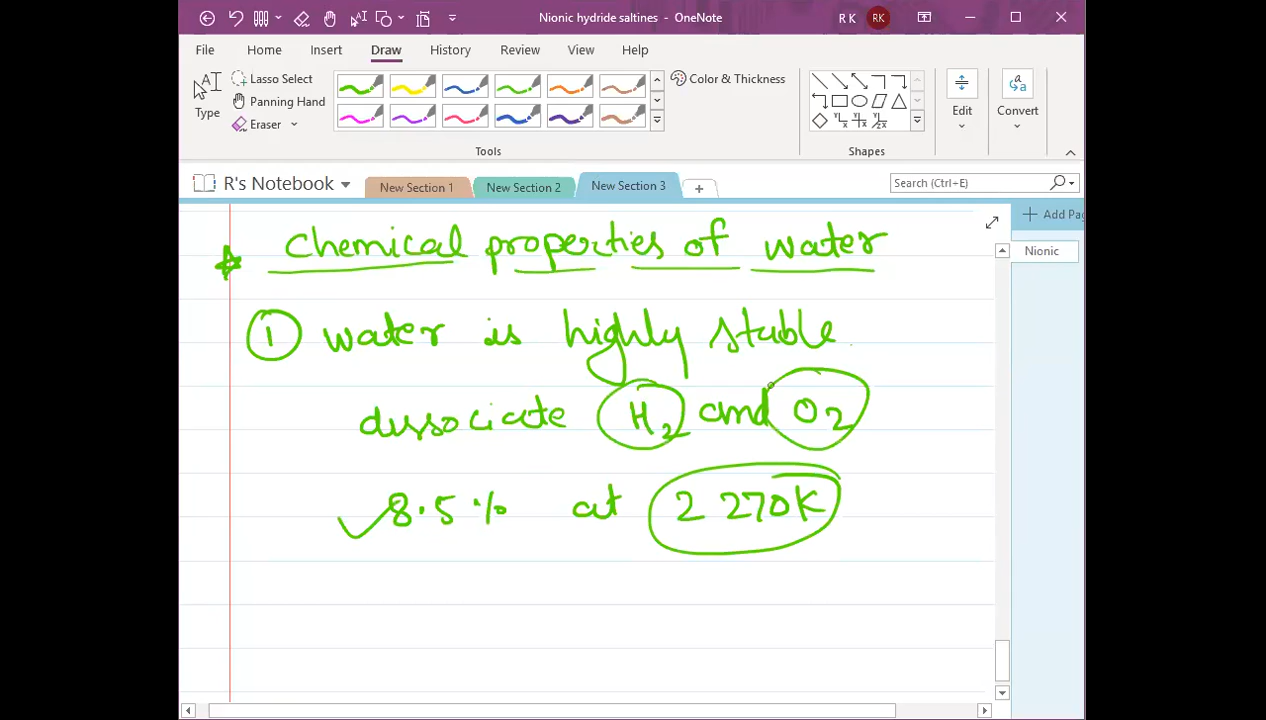 Nionic hydride saltines - OneNote
R K RK
File Home Insert Draw History Review View Help
Type
Lasso Select
Panning Hand
Eraser
Color & Thickness
Edit
Convert
Tools
Shapes
R's Notebook
New Section 1
New Section 2
New Section 3
Search (Ctrl+E)
Add Pag
Nionic
Chemical properties of water
1 water is highly stable.
dissociate H2 and O2
8.5% at 2270K